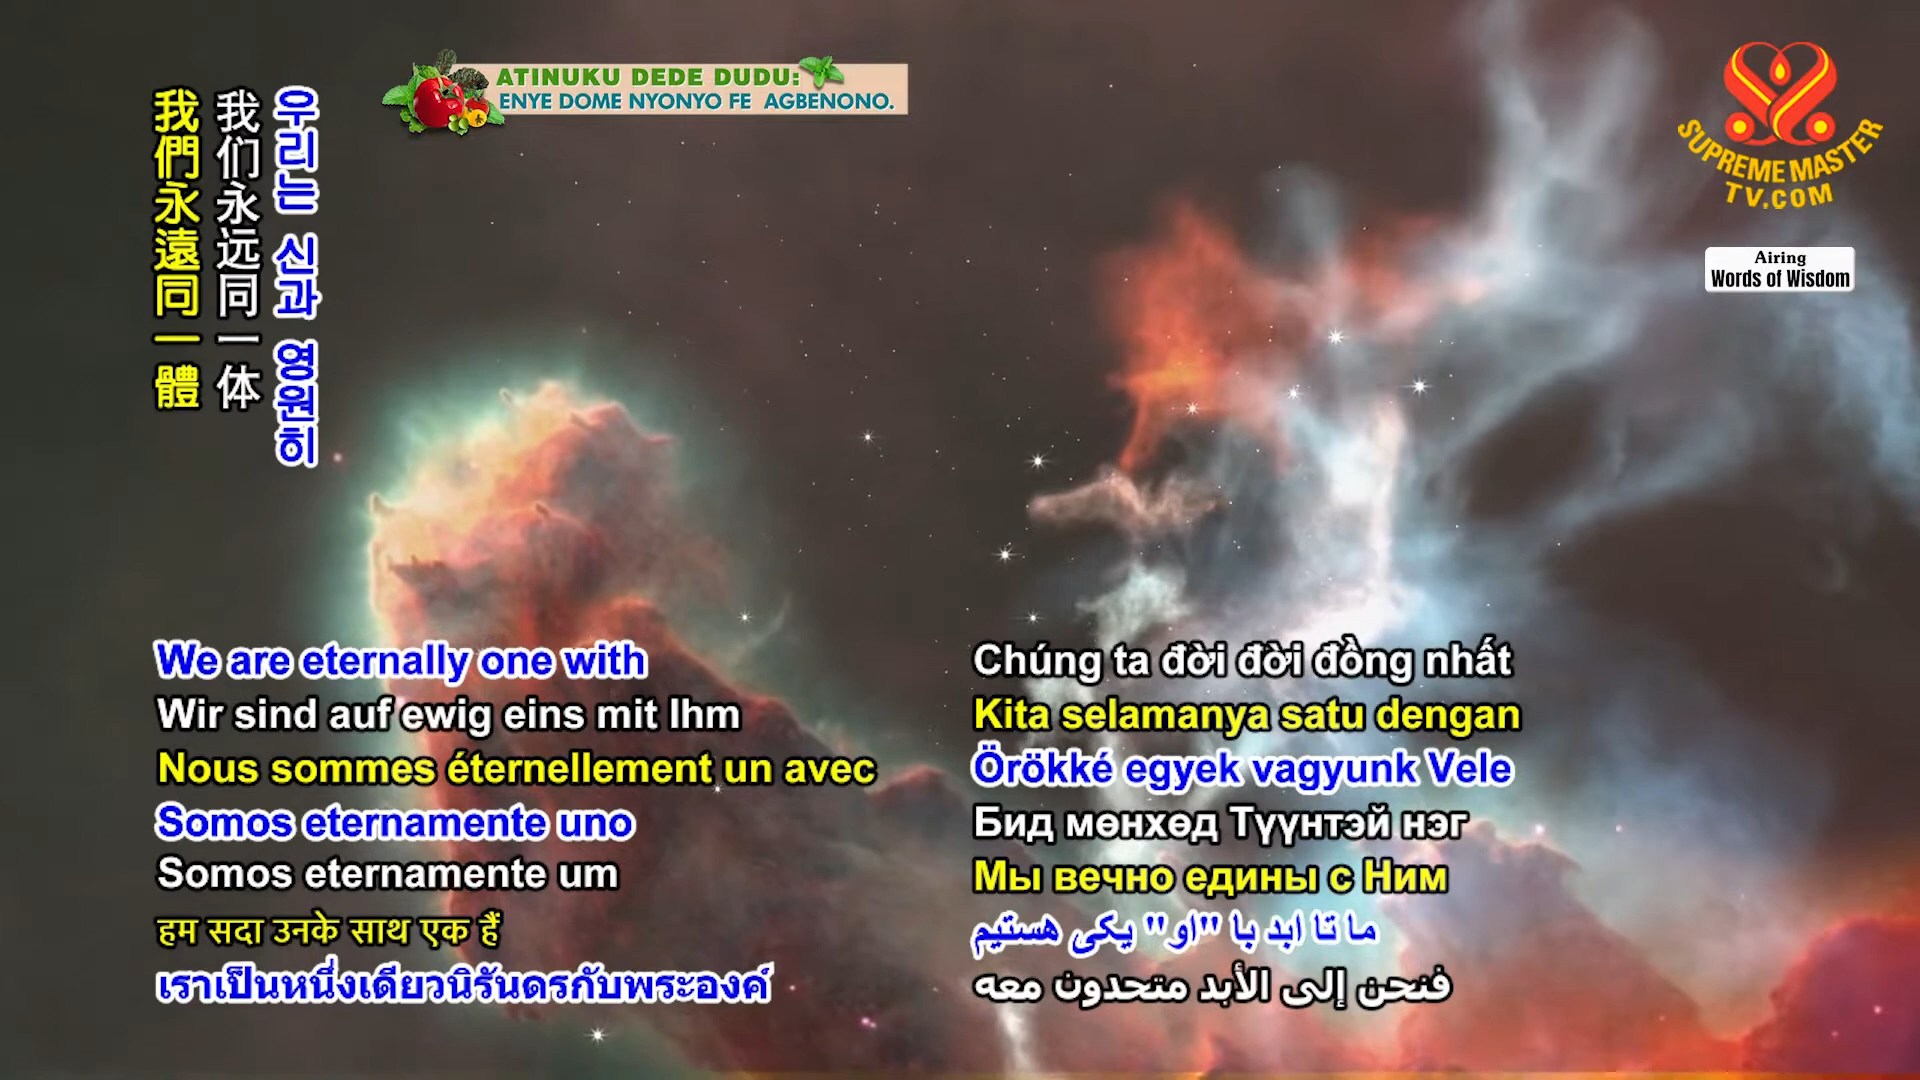 ATINUKU DEDE DUDU:
ENYE DOME NYONYO FE AGBENONO.
SUPREME MASTER
TV.COM
Airing
Words of Wisdom
我們永遠同一體
我们永远同一体
우리는 신과 영원히
We are eternally one with
Wir sind auf ewig eins mit Ihm
Nous sommes éternellement un avec
Somos eternamente uno
Somos eternamente um
हम सदा उनके साथ एक हैं
เราเป็นหนึ่งเดียวนิรันดรกับพระองค์
Chúng ta đời đời đồng nhất
Kita selamanya satu dengan
Örökké egyek vagyunk Vele
Бид мөнхөд Түүнтэй нэг
Мы вечно едины с Ним
ما تا ابد با "او" یکی هستیم
فنحن إلى الأبد متحدون معه